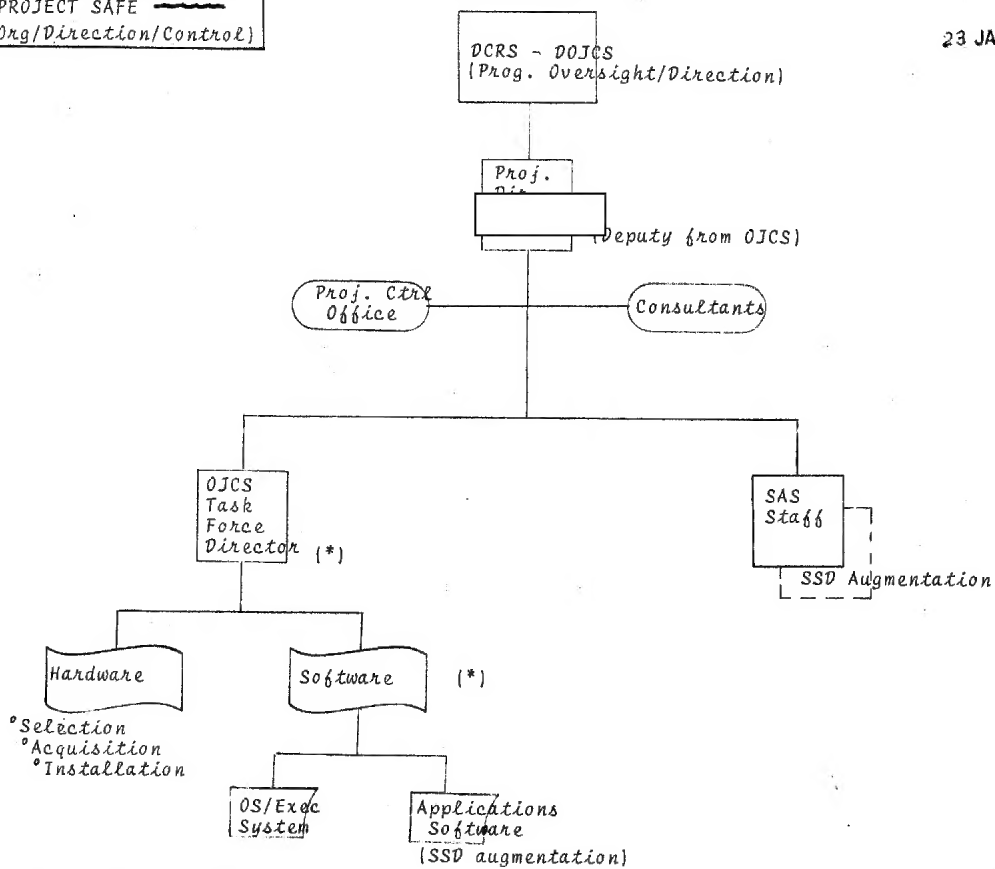 PROJECT SAFE
Org/Direction/Control)
23 JA
DCRS - DOJCS
(Prog. Oversight/Direction)
Proj.
(Deputy from OJCS)
Proj. Ctrl
Office
Consultants
OJCS
Task
Force
Director (*)
SAS
Staff
SSD Augmentation
Hardware
Software (*)
°Selection
°Acquisition
°Installation
OS/Exec
System
Applications
Software
(SSD augmentation)